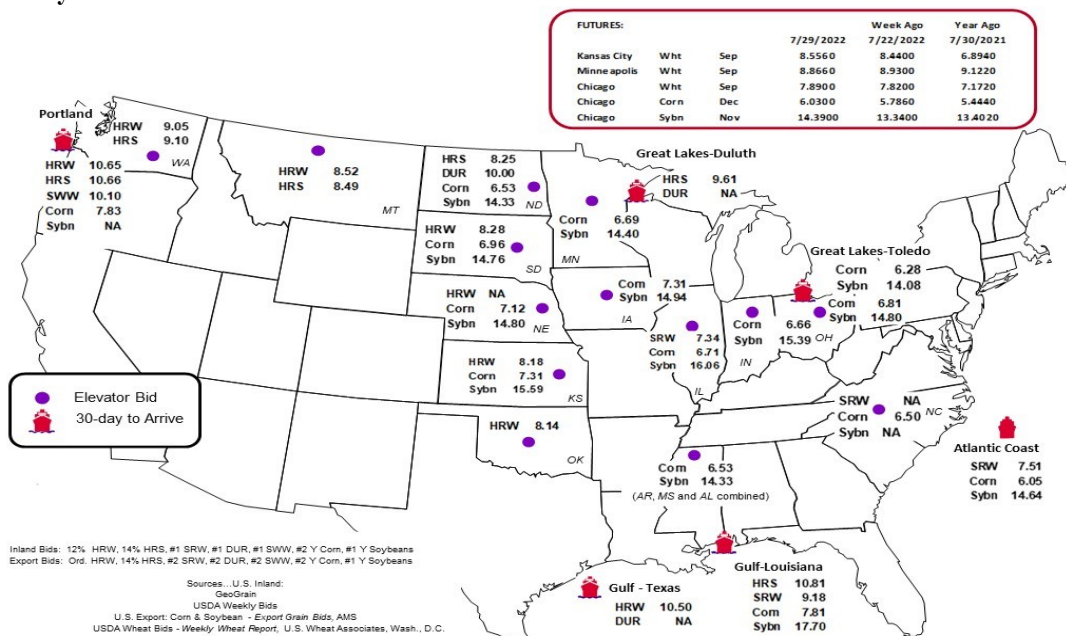 FUTURES: Week Ago Year Ago
7/29/2022 7/22/2022 7/30/2021
Kansas City Wht Sep 8.5560 8.4400 6.8940
Minneapolis Wht Sep 8.8660 8.9300 9.1220
Chicago Wht Sep 7.8900 7.8200 7.1720
Chicago Corn Dec 6.0300 5.7860 5.4440
Chicago Sybn Nov 14.3900 13.3400 13.4020
Portland
HRW 10.65
HRS 10.66
SWW 10.10
Corn 7.83
Sybn NA
HRW 9.05
HRS 9.10
WA
HRW 8.52
HRS 8.49
MT
HRS 8.25
DUR 10.00
Corn 6.53
Sybn 14.33
ND
HRW 8.28
Corn 6.96
Sybn 14.76
SD
HRW NA
Corn 7.12
Sybn 14.80
NE
HRW 8.18
Corn 7.31
Sybn 15.59
KS
HRW 8.14
OK
Great Lakes-Duluth
HRS 9.61
DUR NA
Corn 6.69
Sybn 14.40
MN
Corn 7.31
Sybn 14.94
IA
SRW 7.34
Corn 6.71
Sybn 16.06
IL
Corn 6.66
Sybn 15.39
IN
Great Lakes-Toledo
Corn 6.28
Sybn 14.08
Corn 6.81
Sybn 14.80
OH
SRW NA
Corn 6.50
Sybn NA
NC
Atlantic Coast
SRW 7.51
Corn 6.05
Sybn 14.64
Corn 6.53
Sybn 14.33
(AR, MS and AL combined)
Gulf - Texas
HRW 10.50
DUR NA
Gulf-Louisiana
HRS 10.81
SRW 9.18
Corn 7.81
Sybn 17.70
Elevator Bid
30-day to Arrive
Inland Bids: 12% HRW, 14% HRS, #1 SRW, #1 DUR, #1 SWW, #2 Y Corn, #1 Y Soybeans
Export Bids: Ord. HRW, 14% HRS, #2 SRW, #2 DUR, #2 SWW, #2 Y Corn, #1 Y Soybeans
Sources...U.S. Inland:
GeoGrain
USDA Weekly Bids
U.S. Export: Corn & Soybean - Export Grain Bids, AMS
USDA Wheat Bids - Weekly Wheat Report, U.S. Wheat Associates, Wash., D.C.